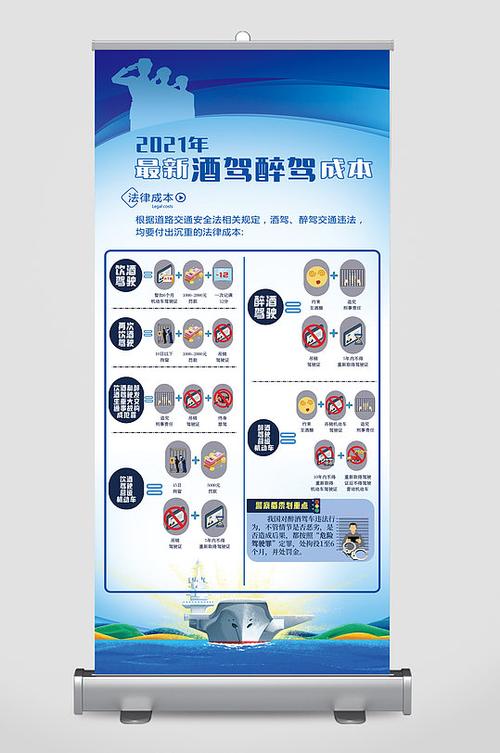 2021年
最新酒驾醉驾成本
法律成本
Legal costs
根据道路交通安全法相关规定，酒驾、醉驾交通违法，
均要付出沉重的法律成本:
饮酒
驾驶
=
+
+
-12
暂扣6个月
机动车驾驶证
1000-2000元
罚款
一次记满
12分
再次
饮酒
驾驶
=
+
+
10日以下
拘留
1000-2000元
罚款
吊销
驾驶证
=
+
+
追究
刑事责任
吊销
驾驶证
终身
禁驾
饮酒
驾驶营运
机动车
=
+
15日
拘留
5000元
罚款
+
吊销
驾驶证
5年内不得
重新取得驾驶证
醉酒
驾驶
=
+
约束
至酒醒
追究
刑事责任
+
吊销
驾驶证
5年内不得
重新取得驾驶证
醉酒
驾驶营运
机动车
=
+
+
约束
至酒醒
吊销机动车
驾驶证
追究
刑事责任
+
10年内不得
重新取得
机动车驾驶证
重新取得驾驶
证后不得驾驶
营运机动车
我国对醉酒驾车违法行
为，不管情节是否恶劣，是
否造成后果，都按照“危险
驾驶罪”定罪，处拘役1至6
个月，并处罚金。